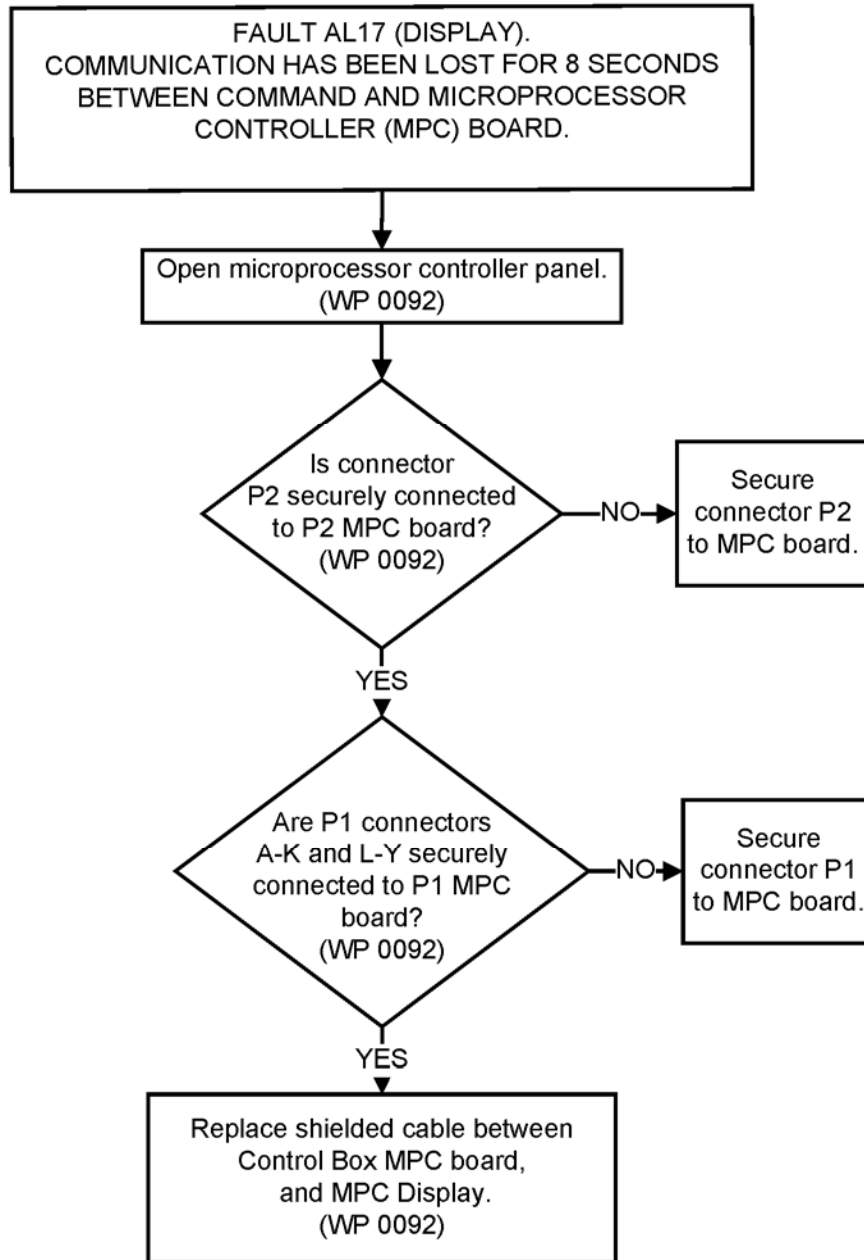 FAULT AL17 (DISPLAY).
COMMUNICATION HAS BEEN LOST FOR 8 SECONDS
BETWEEN COMMAND AND MICROPROCESSOR
CONTROLLER (MPC) BOARD.
Open microprocessor controller panel.
(WP 0092)
Is connector
P2 securely connected
to P2 MPC board?
(WP 0092)
NO
Secure
connector P2
to MPC board.
YES
Are P1 connectors
A-K and L-Y securely
connected to P1 MPC
board?
(WP 0092)
NO
Secure
connector P1
to MPC board.
YES
Replace shielded cable between
Control Box MPC board,
and MPC Display.
(WP 0092)